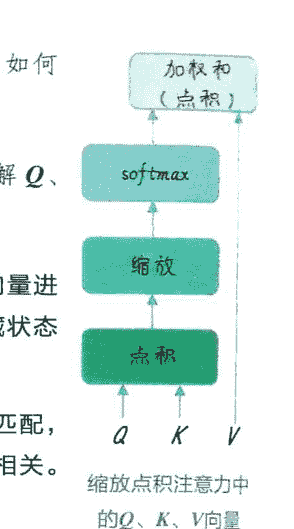 如何
解 Q、
向量进
藏状态
匹配,
相关。
加权和
(点积)
softmax
缩放
点积
Q K V
缩放点积注意力中
的Q、K、V向量